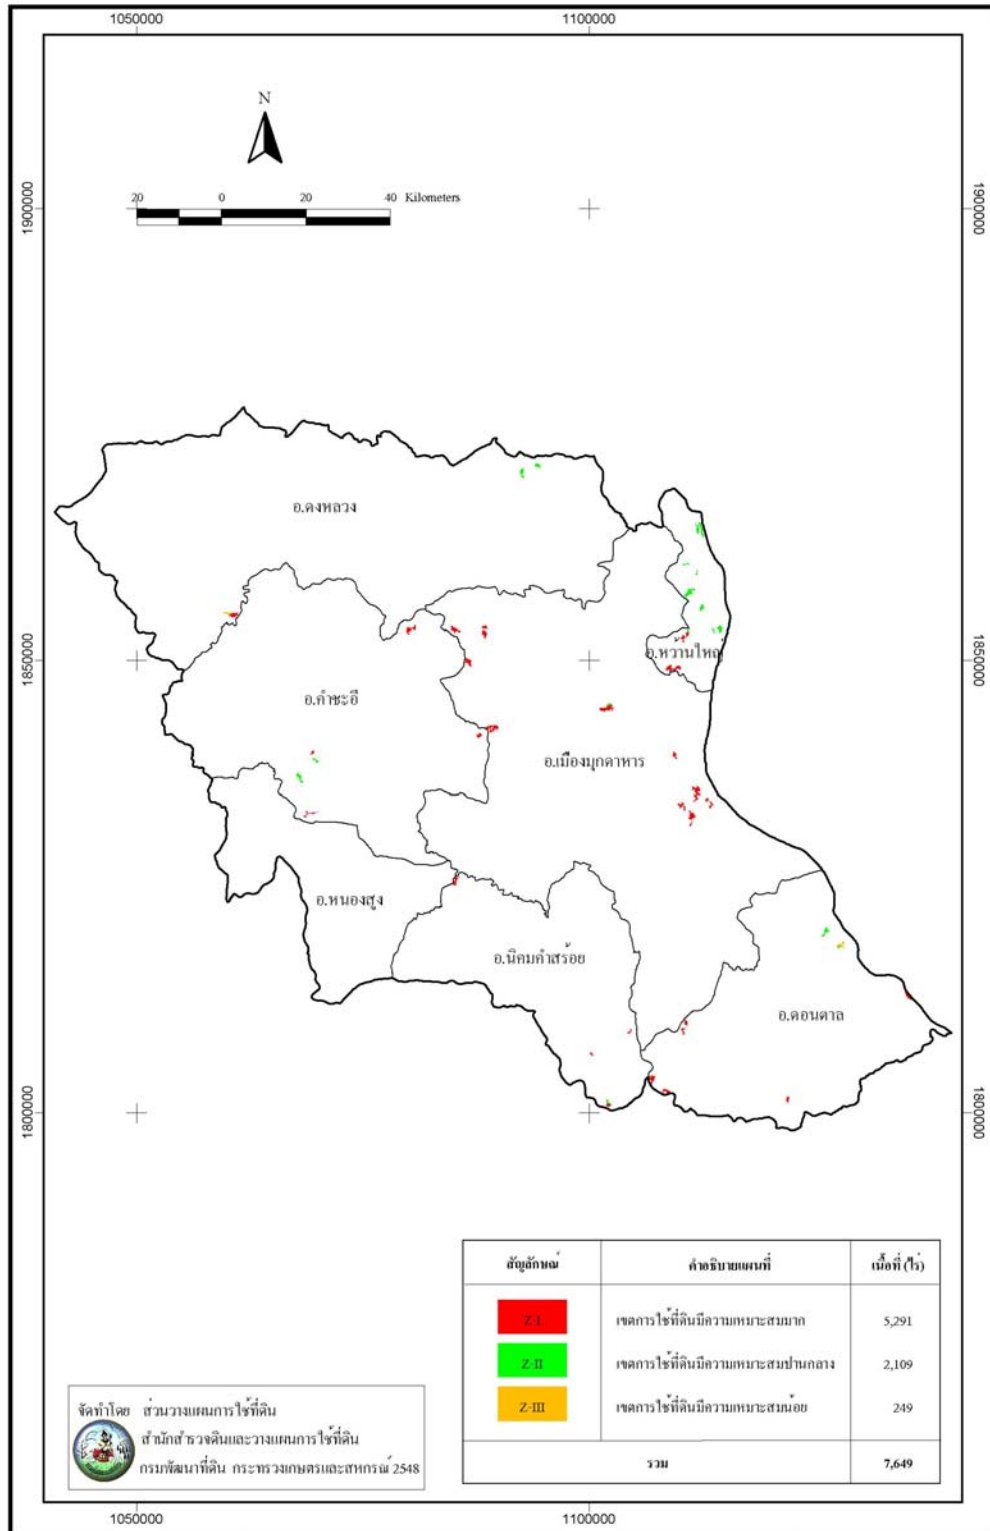 1050000
1100000
N
20 0 20 40 Kilometers
1900000
1900000
อ.ดงหลวง
อ.หว้านใหญ่
1850000
1850000
อ.คำชะอี
อ.เมืองมุกดาหาร
อ.หนองสูง
อ.นิคมคำสร้อย
อ.ดอนตาล
1800000
1800000
สัญลักษณ์ คำอธิบายแผนที่ เนื้อที่ (ไร่)
Z-I เขตการใช้ที่ดินมีความเหมาะสมมาก 5,291
Z-II เขตการใช้ที่ดินมีความเหมาะสมปานกลาง 2,109
Z-III เขตการใช้ที่ดินมีความเหมาะสมน้อย 249
รวม 7,649
จัดทำโดย ส่วนวางแผนการใช้ที่ดิน
สำนักสำรวจดินและวางแผนการใช้ที่ดิน
กรมพัฒนาที่ดิน กระทรวงเกษตรและสหกรณ์ 2548
1050000
1100000